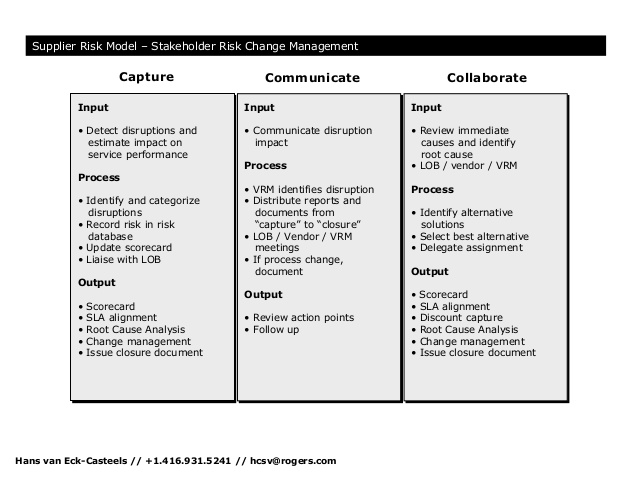 Supplier Risk Model – Stakeholder Risk Change Management
Capture
Input
• Detect disruptions and
estimate impact on
service performance
Process
• Identify and categorize
disruptions
• Record risk in risk
database
• Update scorecard
• Liaise with LOB
Output
• Scorecard
• SLA alignment
• Root Cause Analysis
• Change management
• Issue closure document
Communicate
Input
• Communicate disruption
impact
Process
• VRM identifies disruption
• Distribute reports and
documents from
“capture” to “closure”
• LOB / Vendor / VRM
meetings
• If process change,
document
Output
• Review action points
• Follow up
Collaborate
Input
• Review immediate
causes and identify
root cause
• LOB / vendor / VRM
Process
• Identify alternative
solutions
• Select best alternative
• Delegate assignment
Output
• Scorecard
• SLA alignment
• Discount capture
• Root Cause Analysis
• Change management
• Issue closure document
Hans van Eck-Casteels // +1.416.931.5241 // hcsv@rogers.com